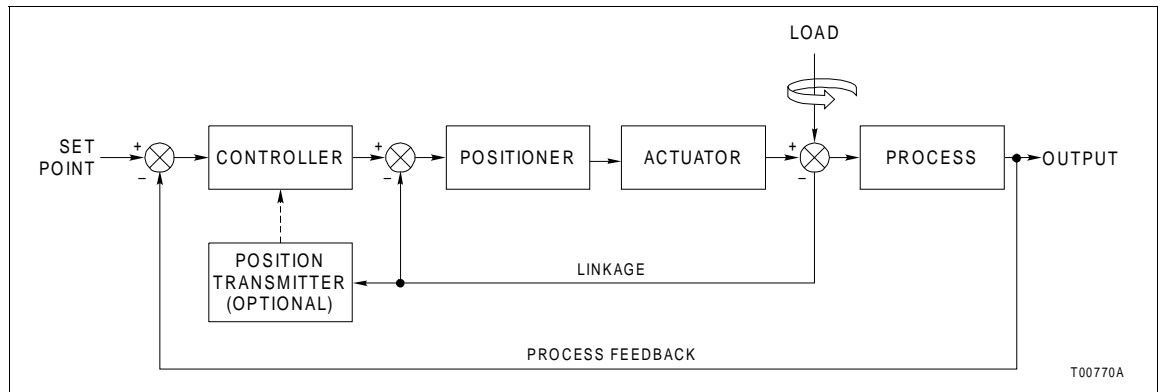 LOAD
SET
POINT
+
−
CONTROLLER
+
−
POSITIONER
ACTUATOR
+
−
PROCESS
OUTPUT
POSITION
TRANSMITTER
(OPTIONAL)
LINKAGE
PROCESS FEEDBACK
T00770A